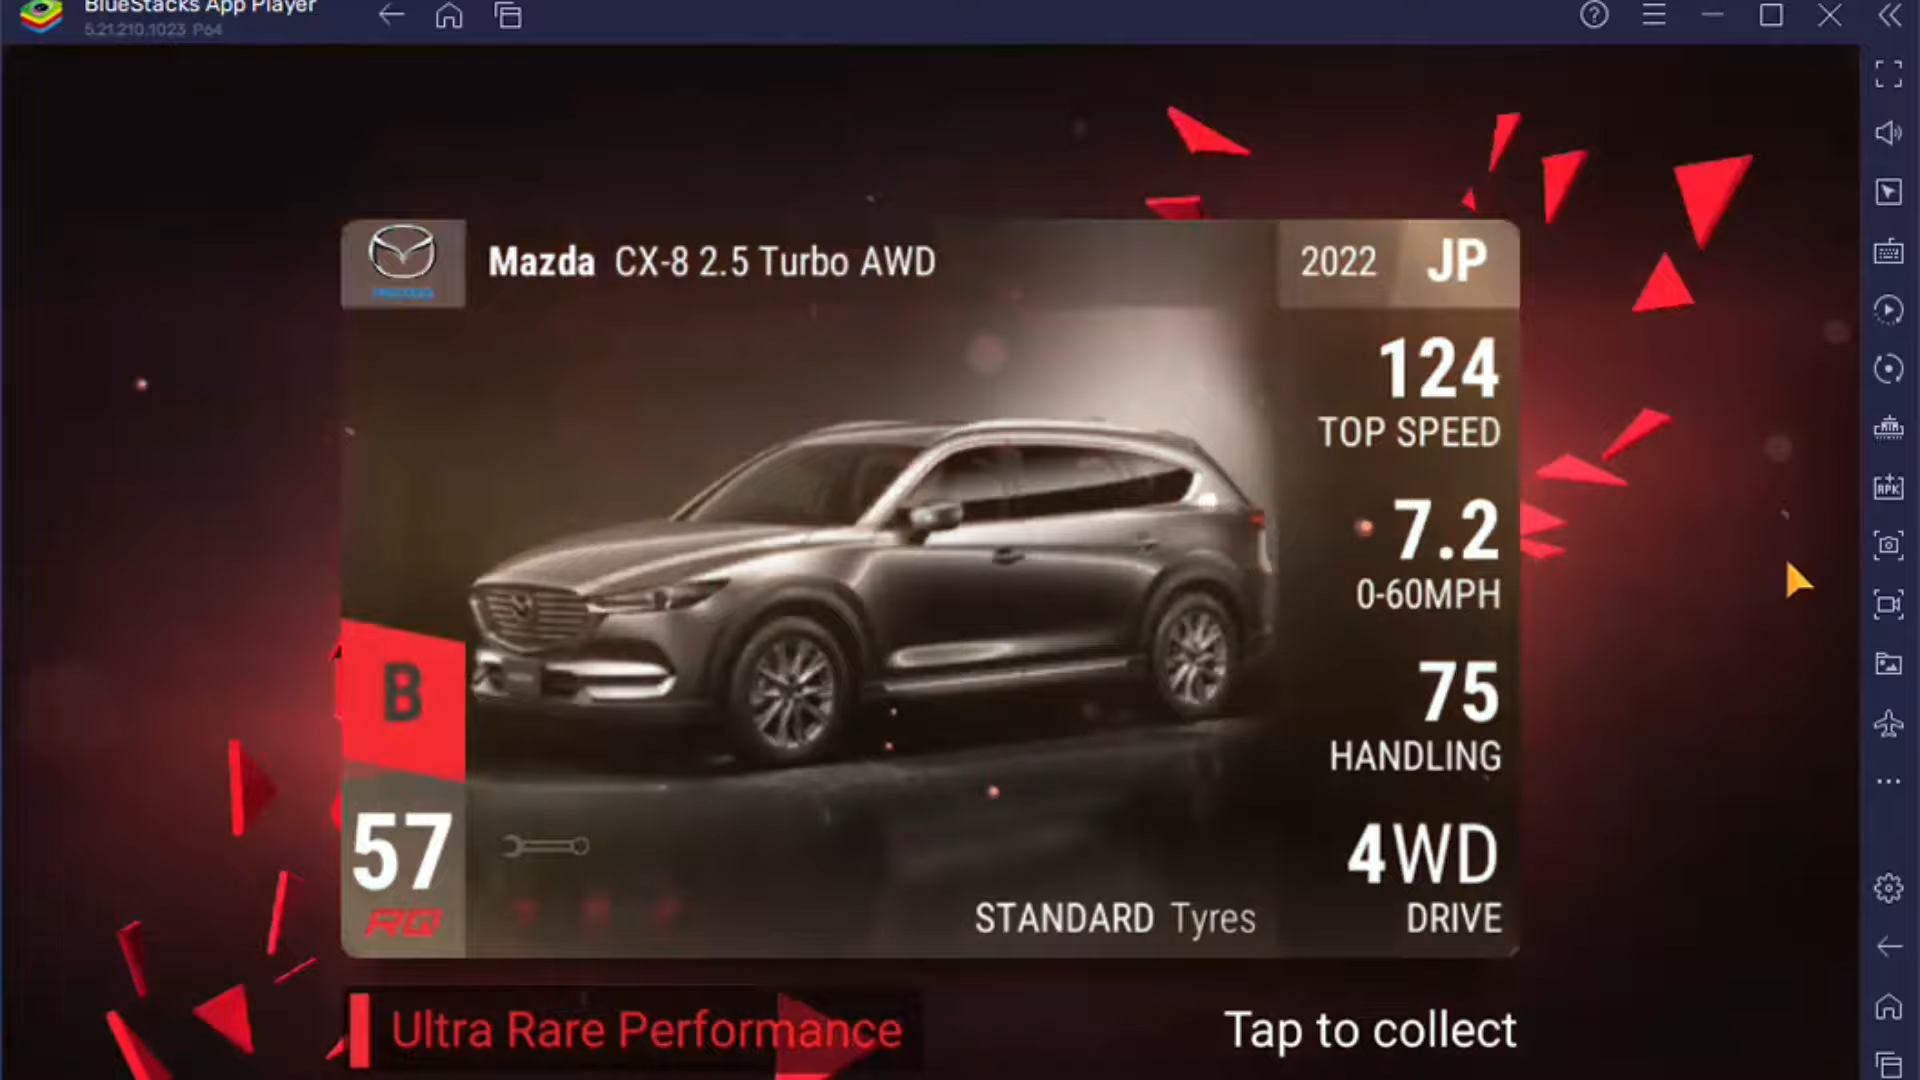 BlueStacks App Player
5.21.210.1023 P64
Mazda CX-8 2.5 Turbo AWD
2022 JP
124
TOP SPEED
7.2
0-60MPH
75
HANDLING
4WD
DRIVE
B
57
RQ
STANDARD Tyres
Ultra Rare Performance
Tap to collect
APK